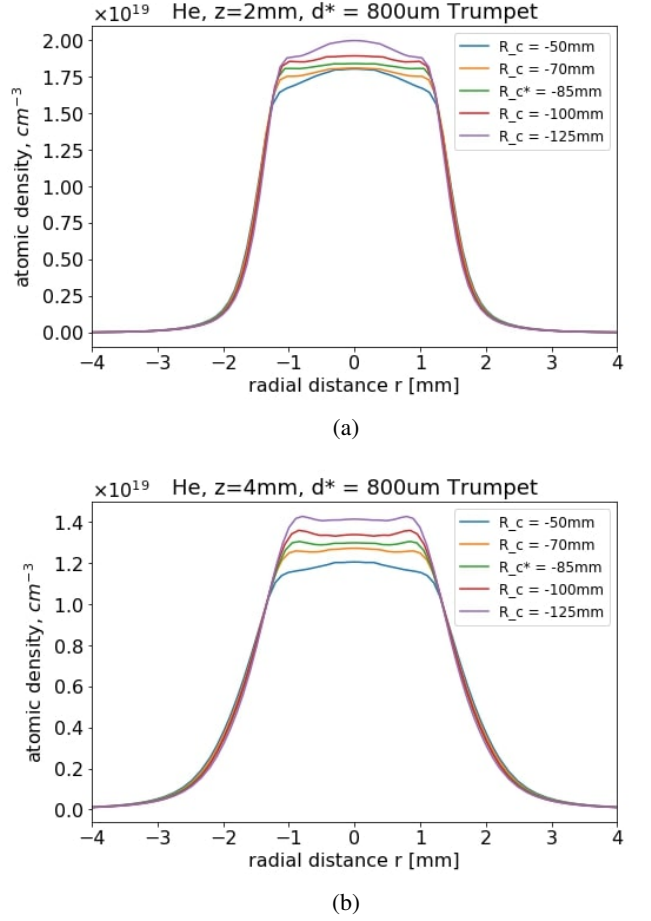 ×10^19 He, z=2mm, d* = 800um Trumpet
2.00
1.75
1.50
1.25
1.00
0.75
0.50
0.25
0.00
atomic density, cm^−3
R_c = -50mm
R_c = -70mm
R_c* = -85mm
R_c = -100mm
R_c = -125mm
−4 −3 −2 −1 0 1 2 3 4
radial distance r [mm]
(a)
×10^19 He, z=4mm, d* = 800um Trumpet
1.4
1.2
1.0
0.8
0.6
0.4
0.2
0.0
atomic density, cm^−3
R_c = -50mm
R_c = -70mm
R_c* = -85mm
R_c = -100mm
R_c = -125mm
−4 −3 −2 −1 0 1 2 3 4
radial distance r [mm]
(b)